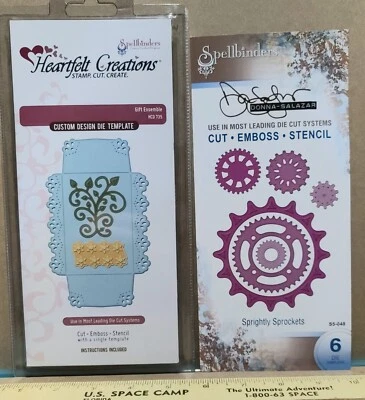 Spellbinders
Heartfelt Creations
STAMP. CUT. CREATE.
Gift Ensemble
HCD 735
CUSTOM DESIGN DIE TEMPLATE
Use in Most Leading Die Cut Systems
Cut • Emboss • Stencil
with a single template
INSTRUCTIONS INCLUDED
Spellbinders
DONNA SALAZAR
USE IN MOST LEADING DIE CUT SYSTEMS
CUT • EMBOSS • STENCIL
Sprightly Sprockets
S5-048
6
U.S. SPACE CAMP
The Ultimate Adventure!
1-800-63 SPACE